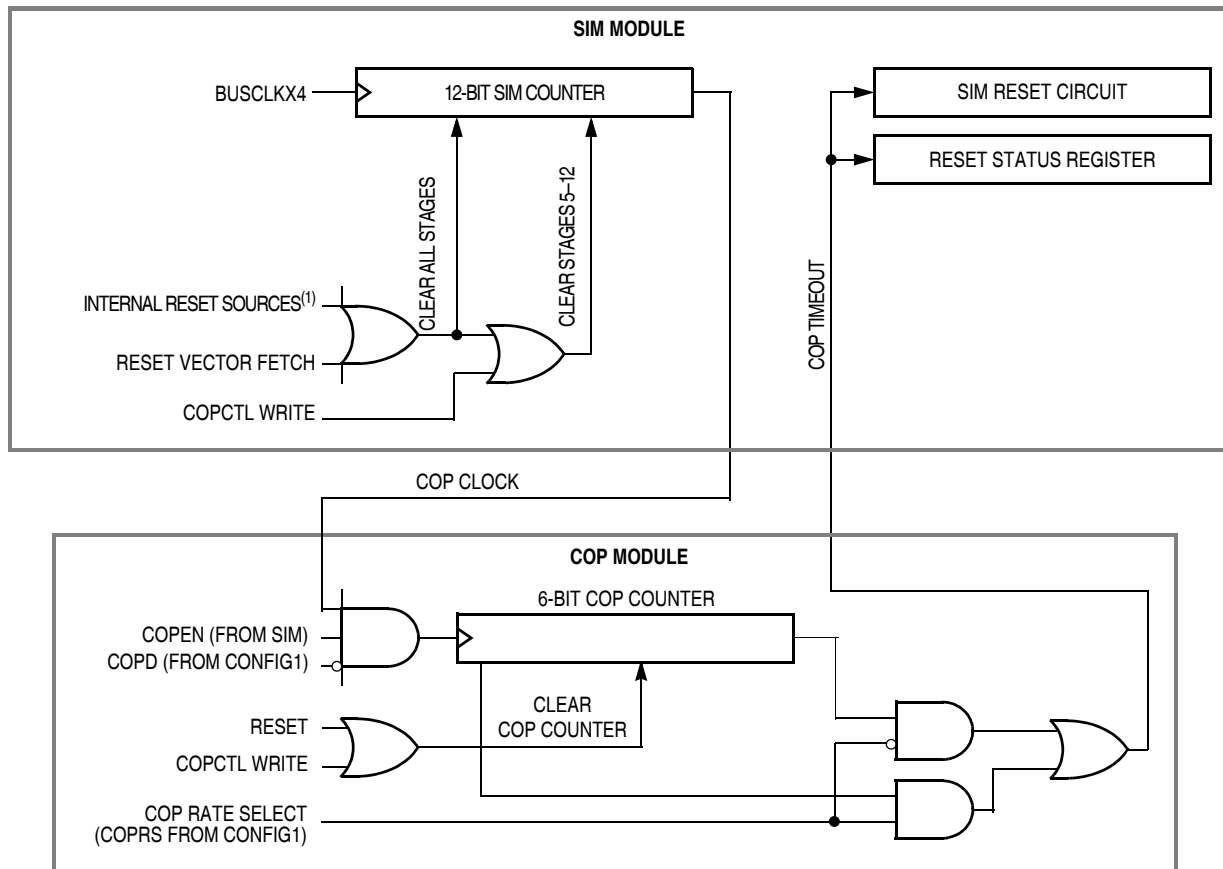 SIM MODULE
BUSCLKX4
12-BIT SIM COUNTER
SIM RESET CIRCUIT
RESET STATUS REGISTER
CLEAR ALL STAGES
CLEAR STAGES 5–12
COP TIMEOUT
INTERNAL RESET SOURCES(1)
RESET VECTOR FETCH
COPCTL WRITE
COP CLOCK
COP MODULE
6-BIT COP COUNTER
COPEN (FROM SIM)
COPD (FROM CONFIG1)
CLEAR
COP COUNTER
RESET
COPCTL WRITE
COP RATE SELECT
(COPRS FROM CONFIG1)